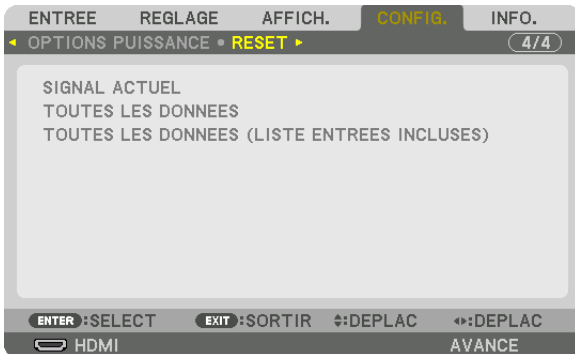 ENTREE REGLAGE AFFICH. CONFIG. INFO.
OPTIONS PUISSANCE • RESET 4/4
SIGNAL ACTUEL
TOUTES LES DONNEES
TOUTES LES DONNEES (LISTE ENTREES INCLUSES)
ENTER :SELECT EXIT :SORTIR :DEPLAC :DEPLAC
HDMI AVANCE